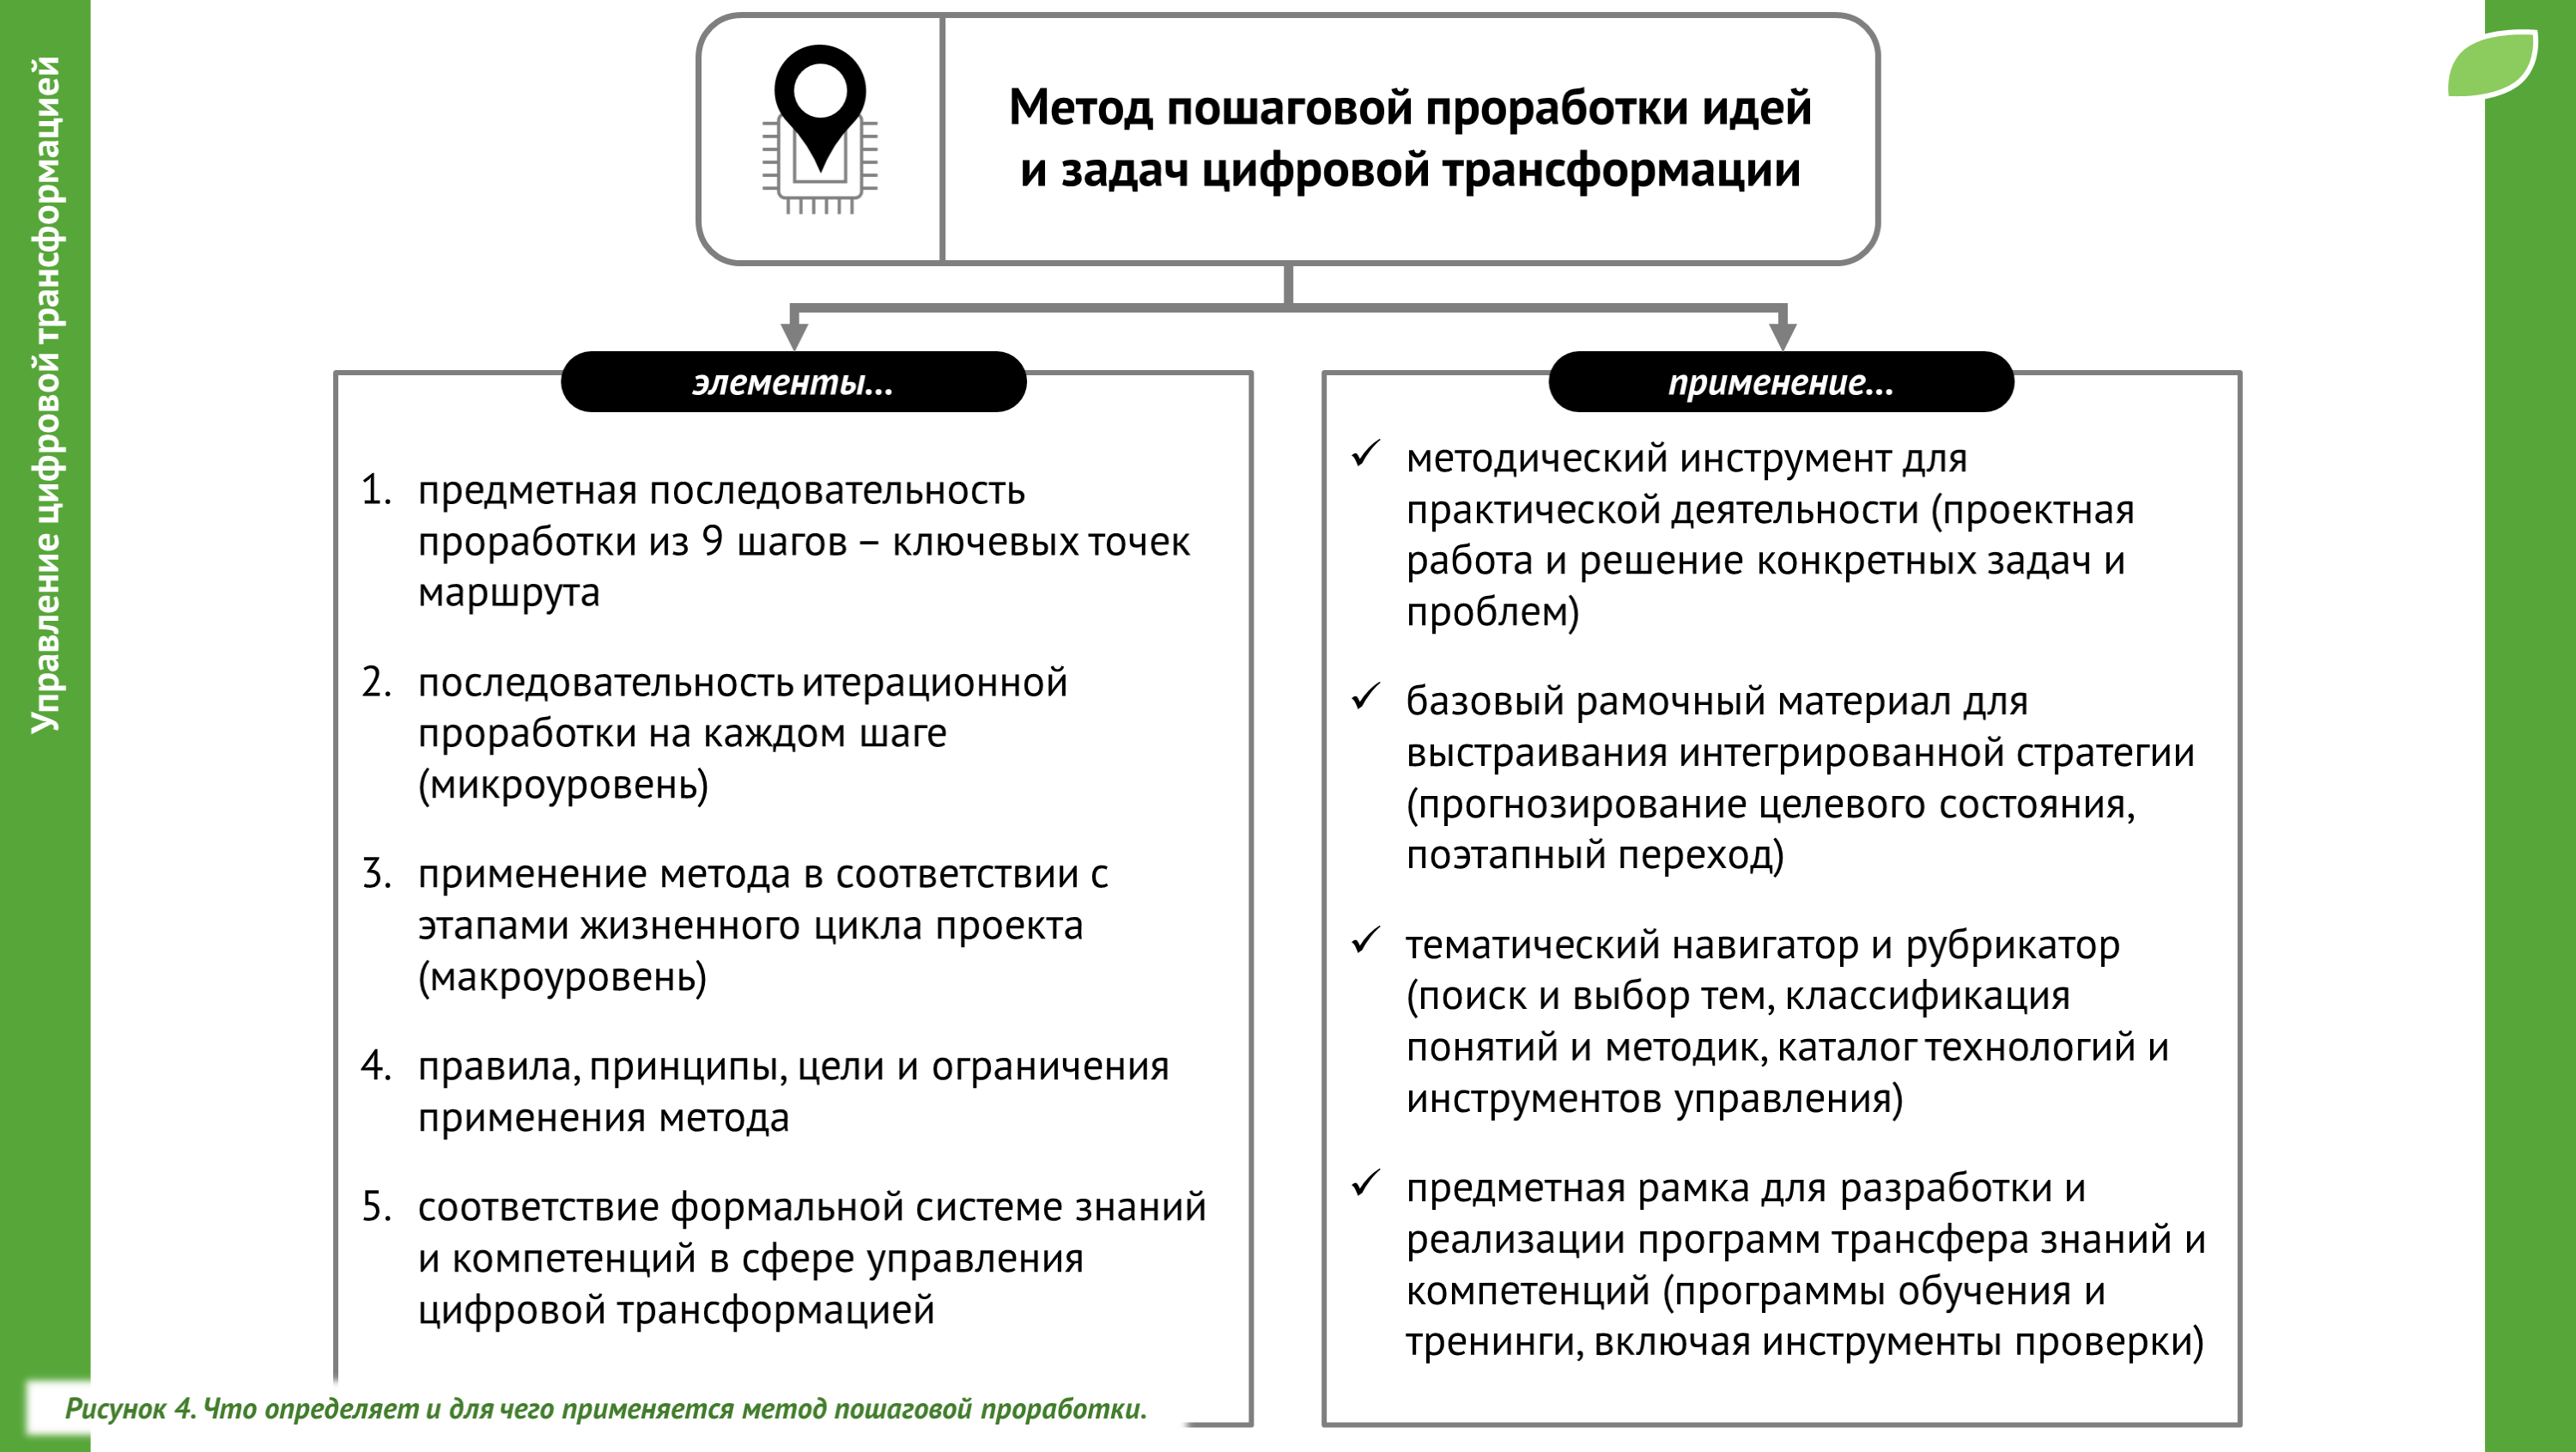 Управление цифровой трансформацией
Метод пошаговой проработки идей
и задач цифровой трансформации
элементы...
1. предметная последовательность
проработки из 9 шагов – ключевых точек
маршрута
2. последовательность итерационной
проработки на каждом шаге
(микроуровень)
3. применение метода в соответствии с
этапами жизненного цикла проекта
(макроуровень)
4. правила, принципы, цели и ограничения
применения метода
5. соответствие формальной системе знаний
и компетенций в сфере управления
цифровой трансформацией
применение...
✓ методический инструмент для
практической деятельности (проектная
работа и решение конкретных задач и
проблем)
✓ базовый рамочный материал для
выстраивания интегрированной стратегии
(прогнозирование целевого состояния,
поэтапный переход)
✓ тематический навигатор и рубрикатор
(поиск и выбор тем, классификация
понятий и методик, каталог технологий и
инструментов управления)
✓ предметная рамка для разработки и
реализации программ трансфера знаний и
компетенций (программы обучения и
тренинги, включая инструменты проверки)
Рисунок 4. Что определяет и для чего применяется метод пошаговой проработки.